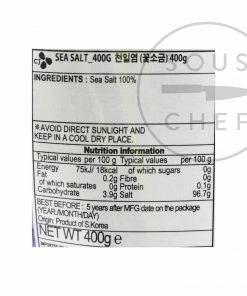 CJ SEA SALT_400G 천일염 (꽃소금) 400g
SOUS
CHEF
INGREDIENTS : Sea Salt 100%
※AVOID DIRECT SUNLIGHT AND
KEEP IN A COOL DRY PLACE.
Nutrition information
Typical values per 100 g Typical values per 100 g
Energy 75kJ/ 18kcal of which sugars 0g
Fat 0.2g Fibre 0g
of which saturates 0g Protein 0.1g
Carbohydrate 3.9g Salt 96.7g
BEST BEFORE : 5 years after MFG date on the package
(YEAR/MONTH/DAY)
Origin: Product of S.Korea
NET WT 400g e